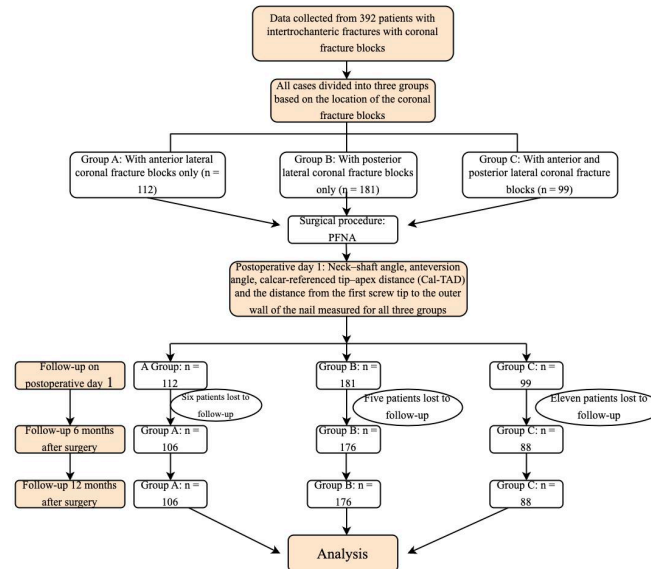 Data collected from 392 patients with
intertrochanteric fractures with coronal
fracture blocks
All cases divided into three groups
based on the location of the coronal
fracture blocks
Group A: With anterior lateral
coronal fracture blocks only (n =
112)
Group B: With posterior
lateral coronal fracture blocks
only (n = 181)
Group C: With anterior and
posterior lateral coronal fracture
blocks (n = 99)
Surgical procedure:
PFNA
Postoperative day 1: Neck–shaft angle, anteversion
angle, calcar-referenced tip–apex distance (Cal-TAD)
and the distance from the first screw tip to the outer
wall of the nail measured for all three groups
Follow-up on
postoperative day 1
A Group: n =
112
Group B: n =
181
Group C: n =
99
Six patients lost to
follow-up
Five patients lost to
follow-up
Eleven patients lost to
follow-up
Follow-up 6 months
after surgery
Group A: n =
106
Group B: n =
176
Group C: n =
88
Follow-up 12 months
after surgery
Group A: n =
106
Group B: n =
176
Group C: n =
88
Analysis